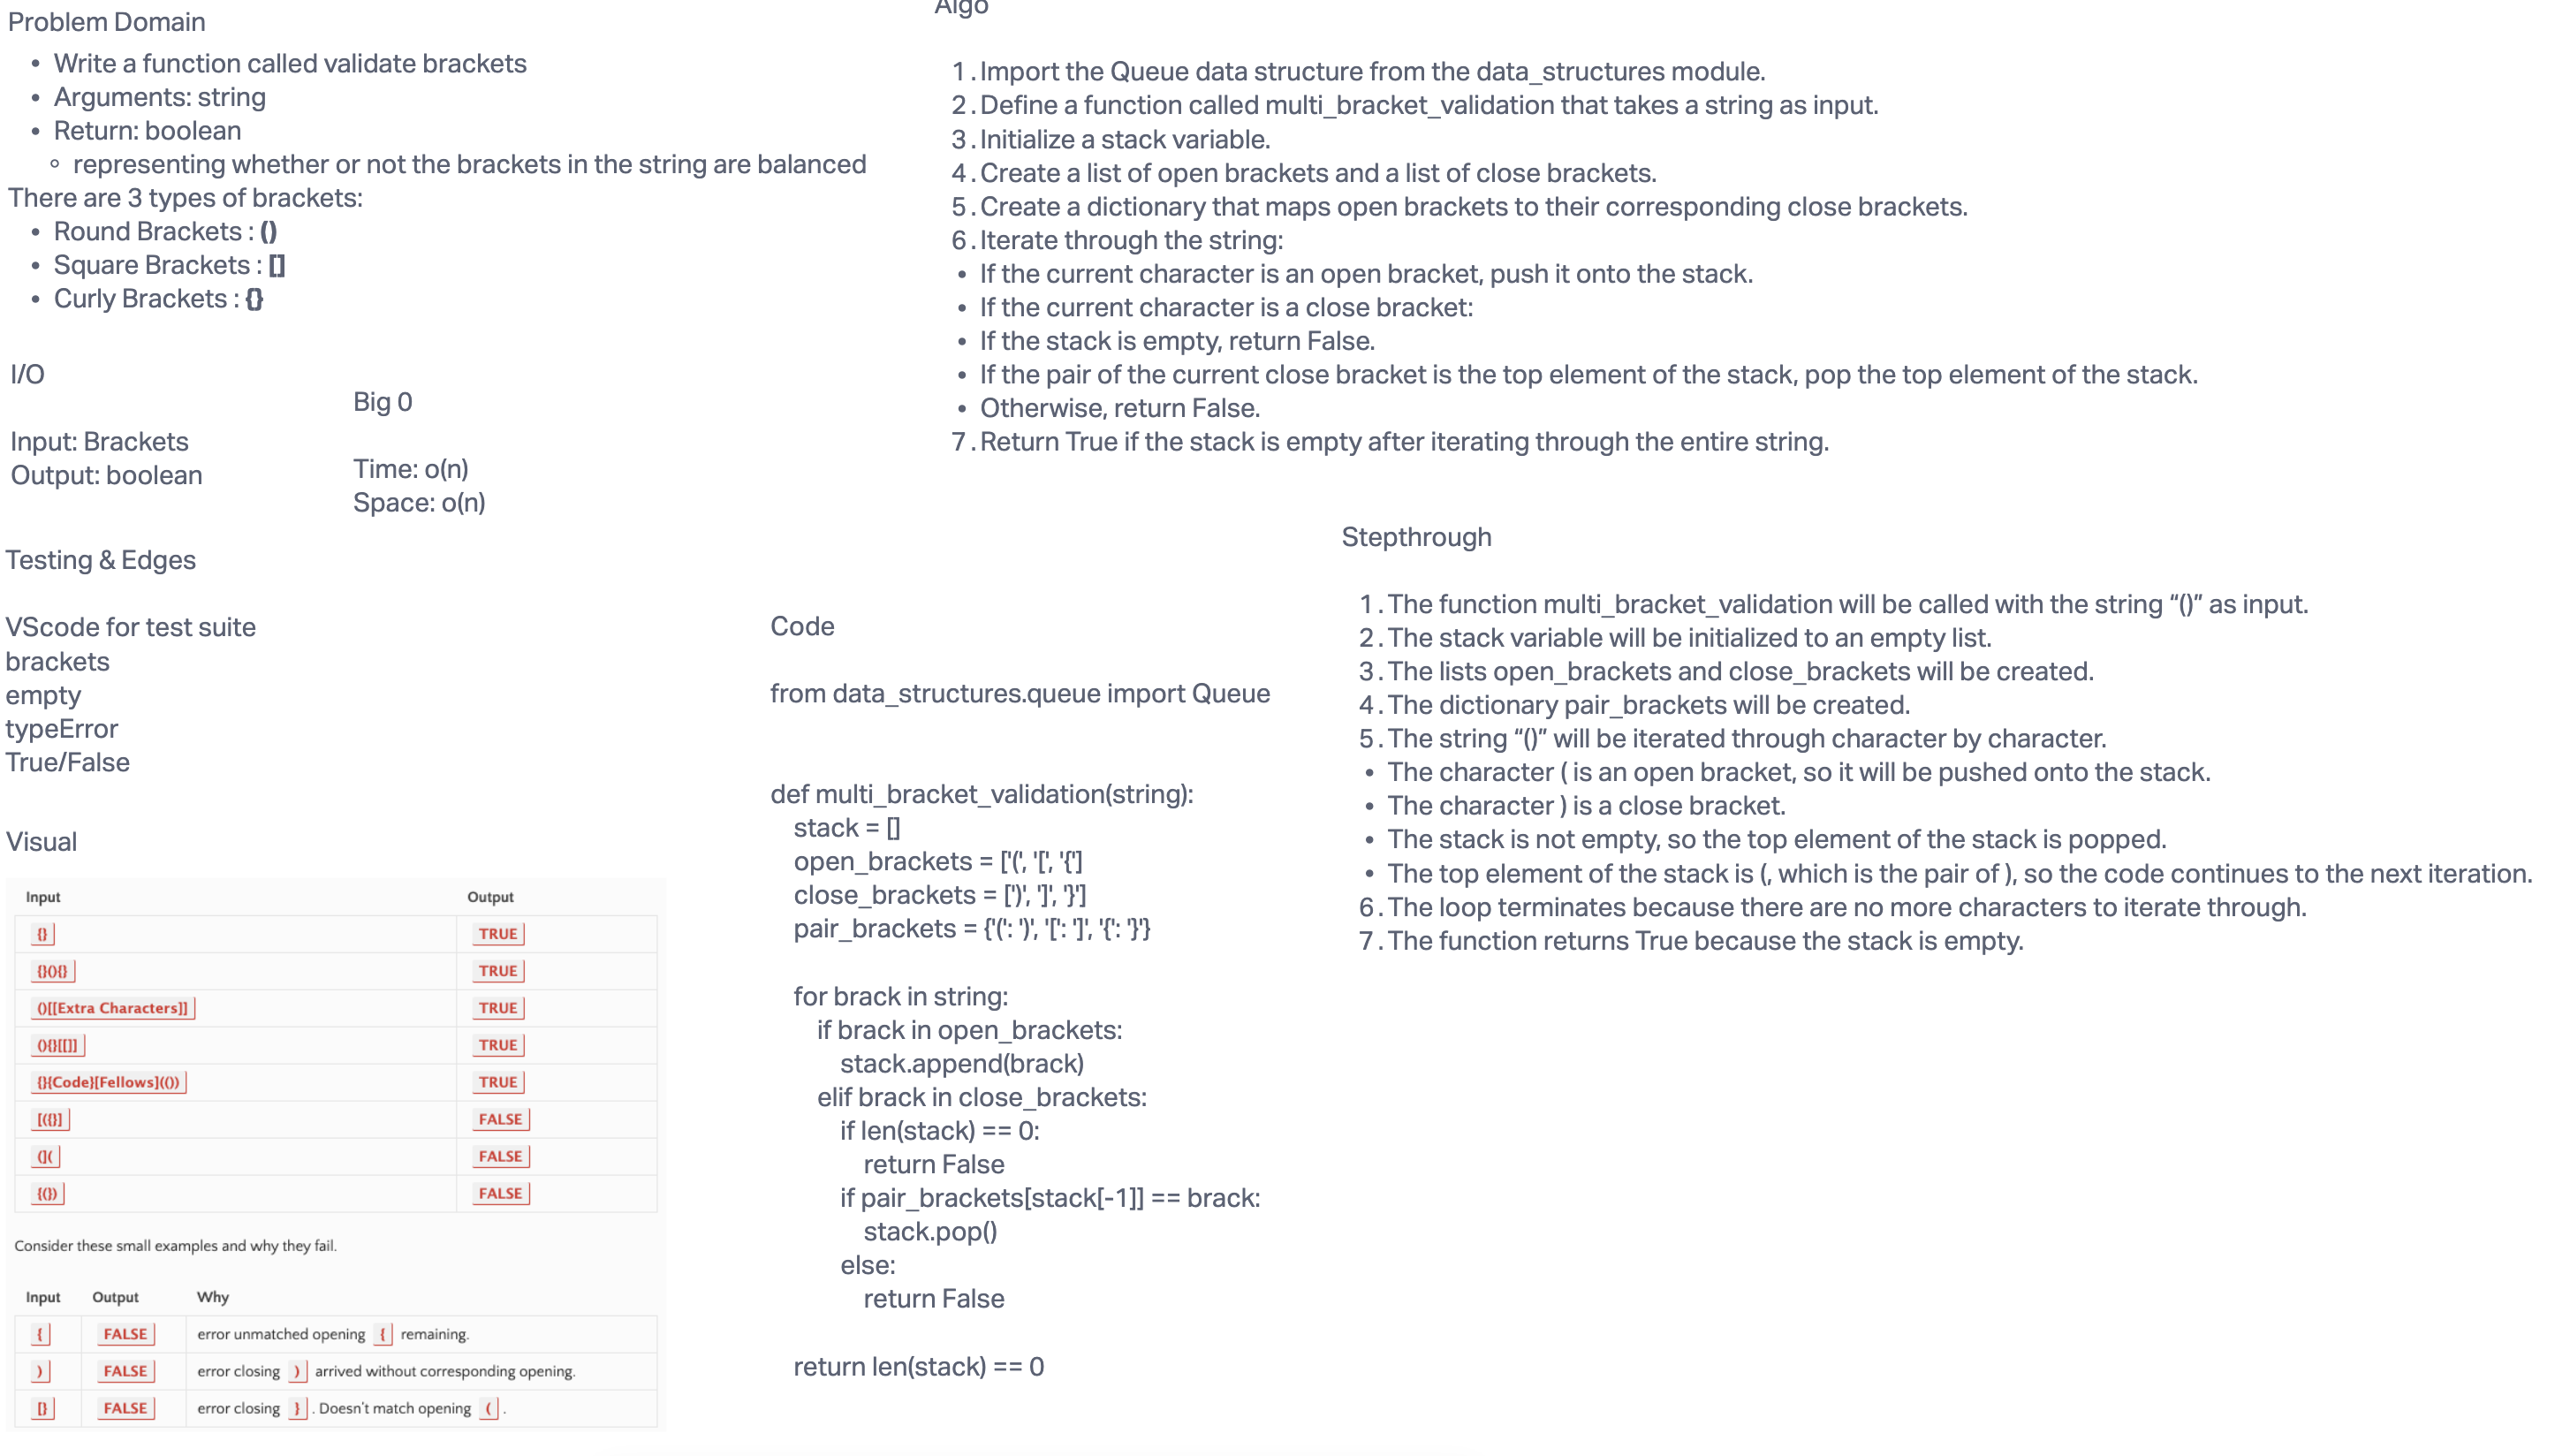 Problem Domain
• Write a function called validate brackets
• Arguments: string
• Return: boolean
◦ representing whether or not the brackets in the string are balanced
There are 3 types of brackets:
• Round Brackets : ()
• Square Brackets : []
• Curly Brackets : {}
I/O
Input: Brackets
Output: boolean
Big 0
Time: o(n)
Space: o(n)
Testing & Edges
VScode for test suite
brackets
empty
typeError
True/False
Visual
Input Output
{} TRUE
{}(){} TRUE
()[[Extra Characters]] TRUE
(){}[[]] TRUE
{}{Code}[Fellows](()) TRUE
[({}] FALSE
(]( FALSE
{(}) FALSE
Consider these small examples and why they fail.
Input Output Why
{ FALSE error unmatched opening { remaining.
) FALSE error closing ) arrived without corresponding opening.
[} FALSE error closing } . Doesn't match opening ( .
Algo
1. Import the Queue data structure from the data_structures module.
2. Define a function called multi_bracket_validation that takes a string as input.
3. Initialize a stack variable.
4. Create a list of open brackets and a list of close brackets.
5. Create a dictionary that maps open brackets to their corresponding close brackets.
6. Iterate through the string:
• If the current character is an open bracket, push it onto the stack.
• If the current character is a close bracket:
• If the stack is empty, return False.
• If the pair of the current close bracket is the top element of the stack, pop the top element of the stack.
• Otherwise, return False.
7. Return True if the stack is empty after iterating through the entire string.
Code
from data_structures.queue import Queue
def multi_bracket_validation(string):
stack = []
open_brackets = ['(', '[', '{']
close_brackets = [')', ']', '}']
pair_brackets = {'(': ')', '[': ']', '{': '}'}
for brack in string:
if brack in open_brackets:
stack.append(brack)
elif brack in close_brackets:
if len(stack) == 0:
return False
if pair_brackets[stack[-1]] == brack:
stack.pop()
else:
return False
return len(stack) == 0
Stepthrough
1. The function multi_bracket_validation will be called with the string “()” as input.
2. The stack variable will be initialized to an empty list.
3. The lists open_brackets and close_brackets will be created.
4. The dictionary pair_brackets will be created.
5. The string “()” will be iterated through character by character.
• The character ( is an open bracket, so it will be pushed onto the stack.
• The character ) is a close bracket.
• The stack is not empty, so the top element of the stack is popped.
• The top element of the stack is (, which is the pair of ), so the code continues to the next iteration.
6. The loop terminates because there are no more characters to iterate through.
7. The function returns True because the stack is empty.